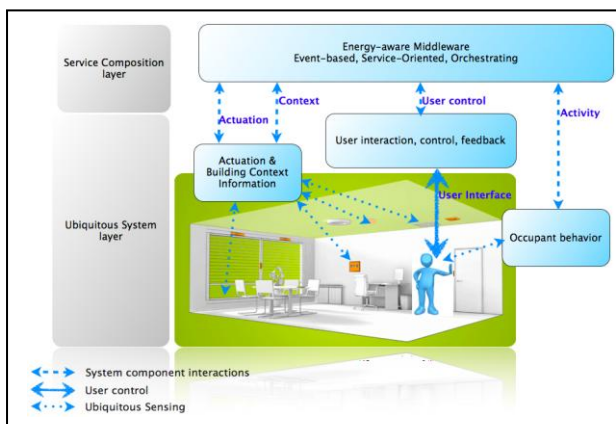 Service Composition
layer
Energy-aware Middleware
Event-based, Service-Oriented, Orchestrating
Actuation
Context
User control
Activity
User interaction, control, feedback
Actuation &
Building Context
Information
User Interface
Ubiquitous System
layer
Occupant behavior
System component interactions
User control
Ubiquitous Sensing